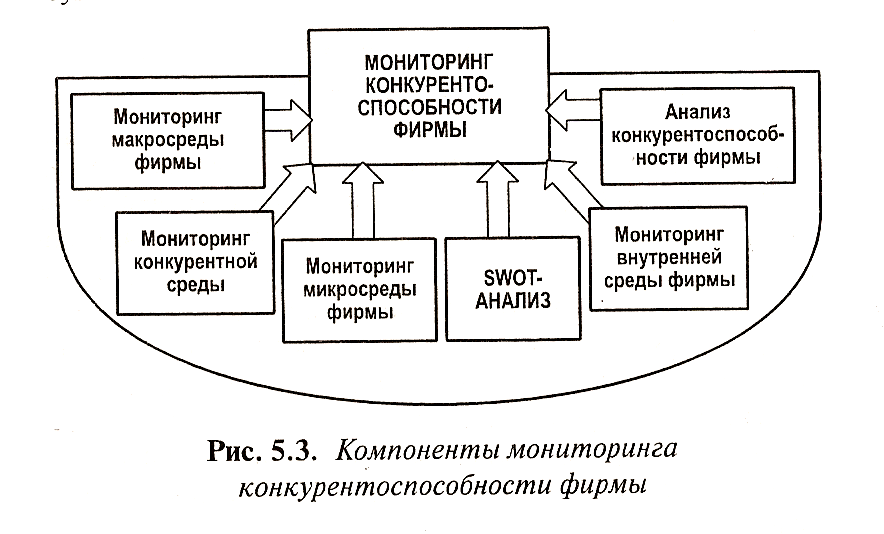 МОНИТОРИНГ
КОНКУРЕНТО-
СПОСОБНОСТИ
ФИРМЫ
Мониторинг
макросреды
фирмы
Анализ
конкурентоспособ-
ности фирмы
Мониторинг
конкурентной
среды
Мониторинг
микросреды
фирмы
SWOT-
АНАЛИЗ
Мониторинг
внутренней
среды фирмы
Рис. 5.3. Компоненты мониторинга
конкурентоспособности фирмы